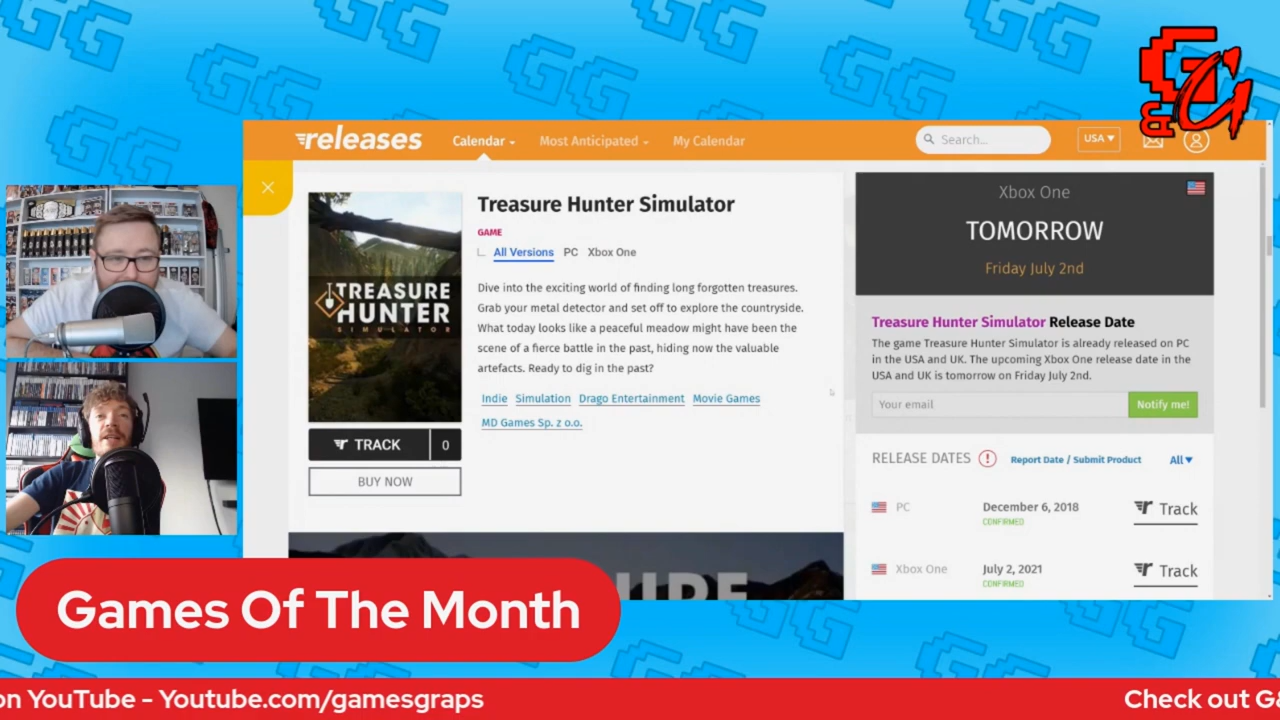 releases
Calendar
Most Anticipated
My Calendar
Search...
USA
Treasure Hunter Simulator
GAME
All Versions PC Xbox One
Dive into the exciting world of finding long forgotten treasures.
Grab your metal detector and set off to explore the countryside.
What today looks like a peaceful meadow might have been the
scene of a fierce battle in the past, hiding now the valuable
artefacts. Ready to dig in the past?
Indie Simulation Drago Entertainment Movie Games
MD Games Sp. z o.o.
TREASURE
HUNTER
SIMULATOR
TRACK 0
BUY NOW
Xbox One
TOMORROW
Friday July 2nd
Treasure Hunter Simulator Release Date
The game Treasure Hunter Simulator is already released on PC
in the USA and UK. The upcoming Xbox One release date in the
USA and UK is tomorrow on Friday July 2nd.
Your email
Notify me!
RELEASE DATES
Report Date / Submit Product
All
PC
December 6, 2018
CONFIRMED
Track
Xbox One
July 2, 2021
CONFIRMED
Track
Games Of The Month
on YouTube - Youtube.com/gamesgraps
Check out Ga